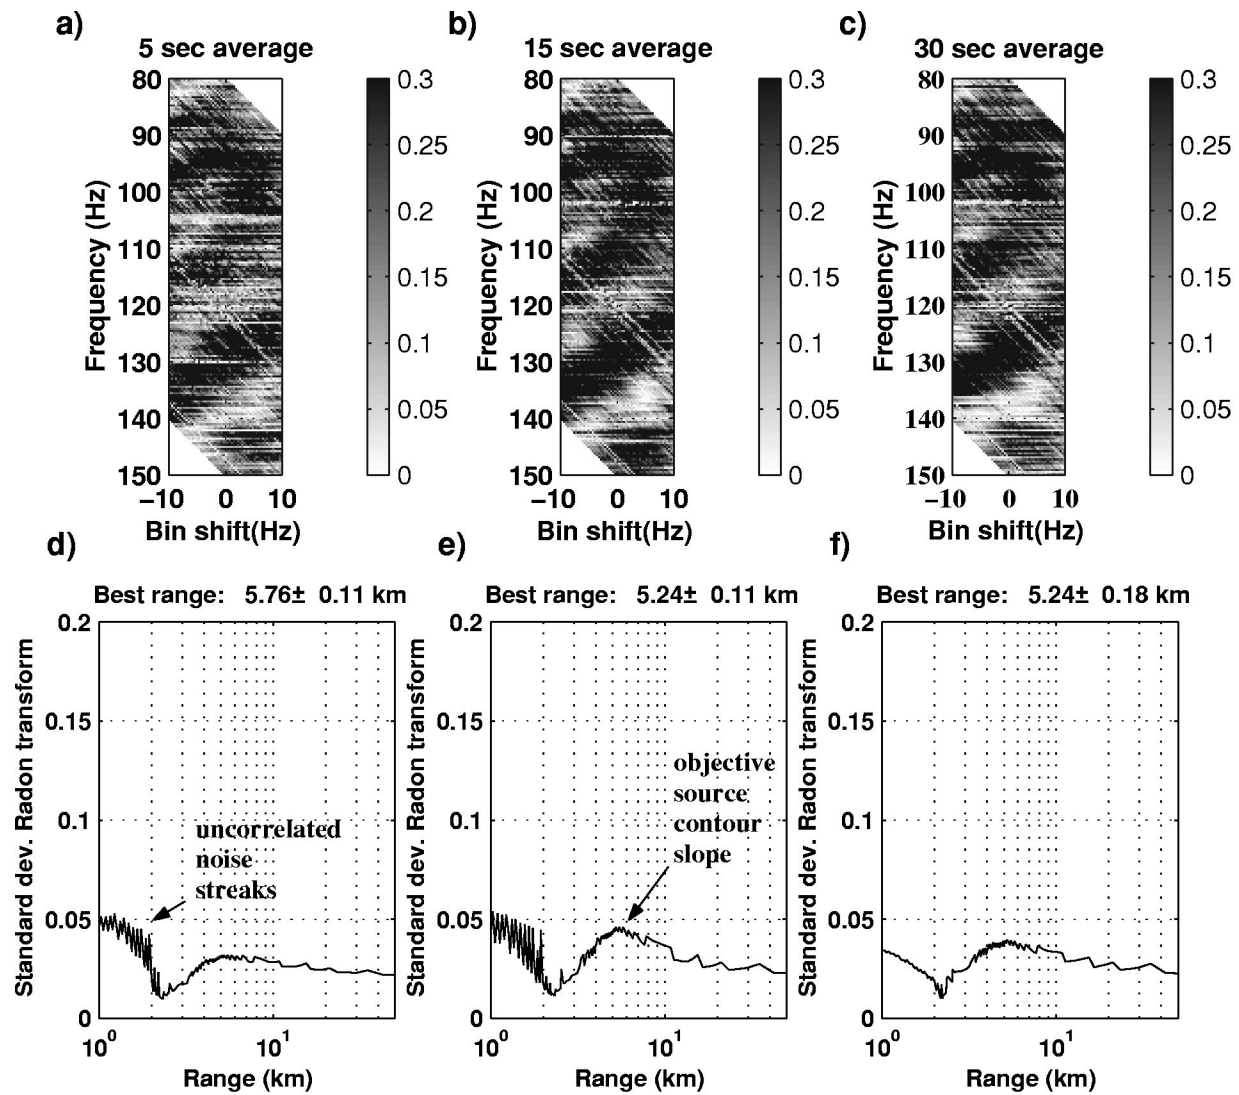 a)
5 sec average
80
90
100
110
120
130
140
150
Frequency (Hz)
−10 0 10
Bin shift(Hz)
0.3
0.25
0.2
0.15
0.1
0.05
0
b)
15 sec average
80
90
100
110
120
130
140
150
Frequency (Hz)
−10 0 10
Bin shift(Hz)
0.3
0.25
0.2
0.15
0.1
0.05
0
c)
30 sec average
80
90
100
110
120
130
140
150
Frequency (Hz)
−10 0 10
Bin shift(Hz)
0.3
0.25
0.2
0.15
0.1
0.05
0
d)
Best range: 5.76± 0.11 km
0.2
0.15
0.1
0.05
0
Standard dev. Radon transform
uncorrelated
noise
streaks
10^0 10^1
Range (km)
e)
Best range: 5.24± 0.11 km
0.2
0.15
0.1
0.05
0
Standard dev. Radon transform
objective
source
contour
slope
10^0 10^1
Range (km)
f)
Best range: 5.24± 0.18 km
0.2
0.15
0.1
0.05
0
Standard dev. Radon transform
10^0 10^1
Range (km)